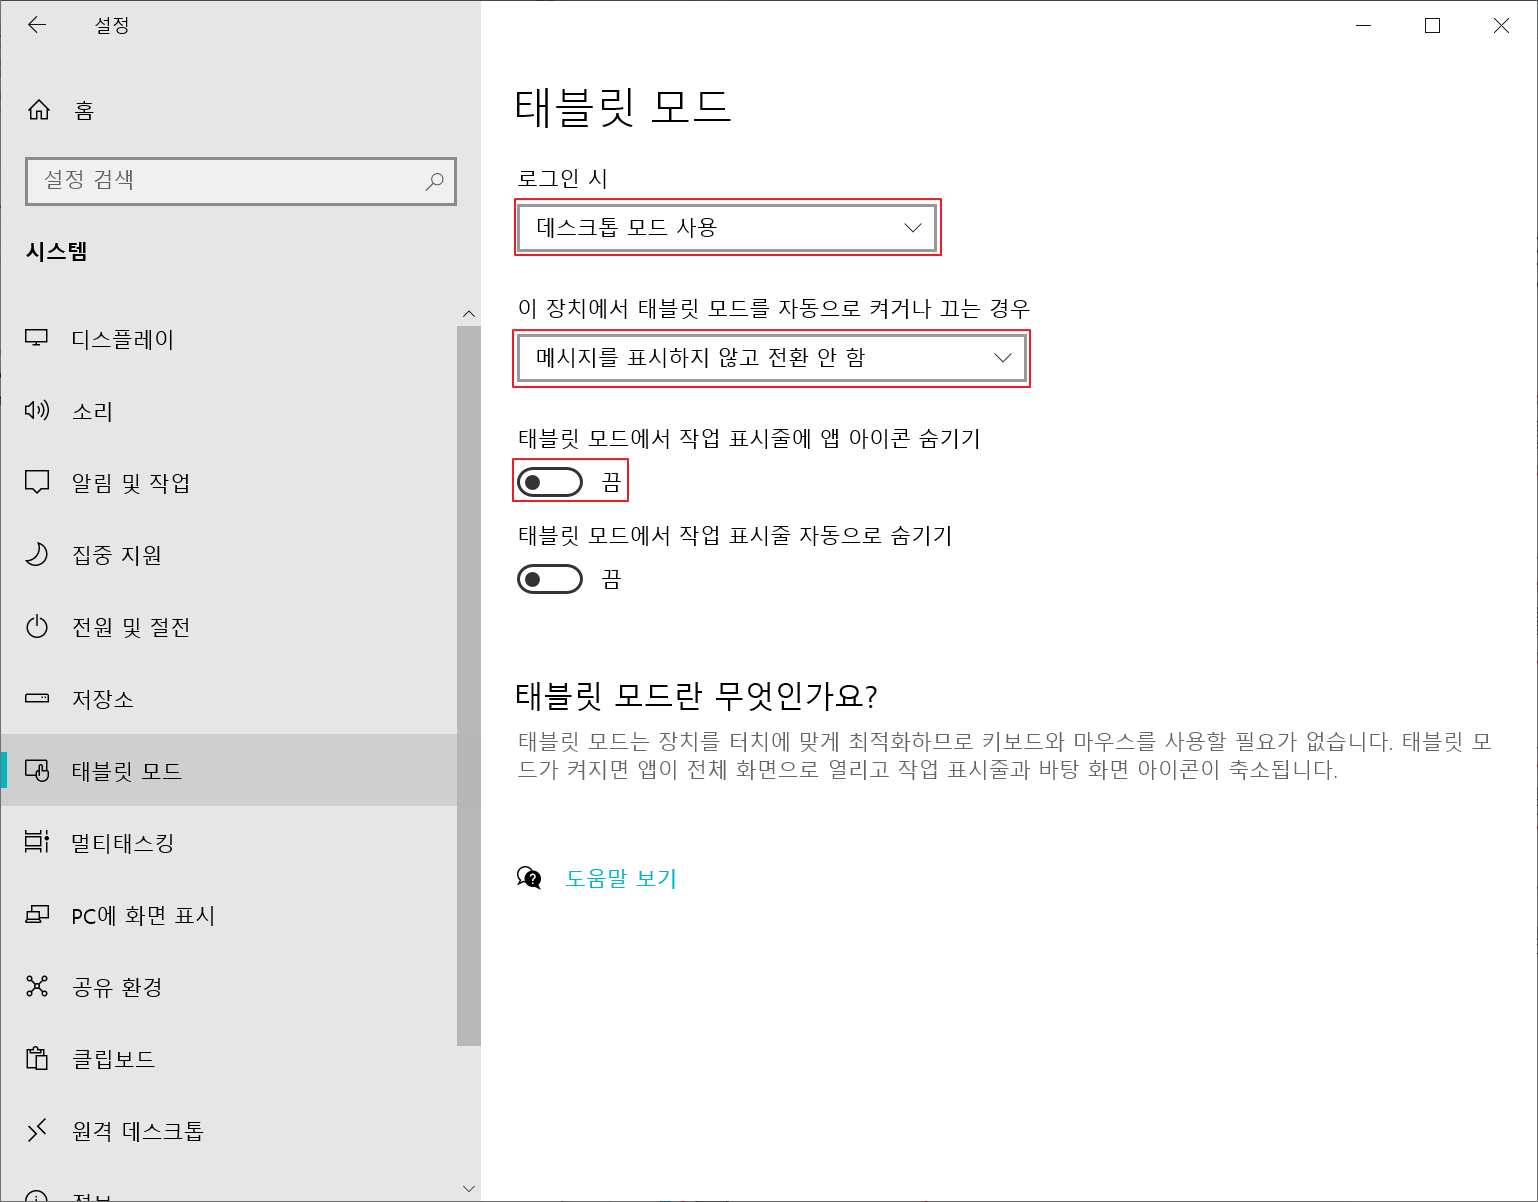 설정
홈
설정 검색
시스템
디스플레이
소리
알림 및 작업
집중 지원
전원 및 절전
저장소
태블릿 모드
멀티태스킹
PC에 화면 표시
공유 환경
클립보드
원격 데스크톱
정보
태블릿 모드
로그인 시
데스크톱 모드 사용
이 장치에서 태블릿 모드를 자동으로 켜거나 끄는 경우
메시지를 표시하지 않고 전환 안 함
태블릿 모드에서 작업 표시줄에 앱 아이콘 숨기기
끔
태블릿 모드에서 작업 표시줄 자동으로 숨기기
끔
태블릿 모드란 무엇인가요?
태블릿 모드는 장치를 터치에 맞게 최적화하므로 키보드와 마우스를 사용할 필요가 없습니다. 태블릿 모
드가 켜지면 앱이 전체 화면으로 열리고 작업 표시줄과 바탕 화면 아이콘이 축소됩니다.
도움말 보기